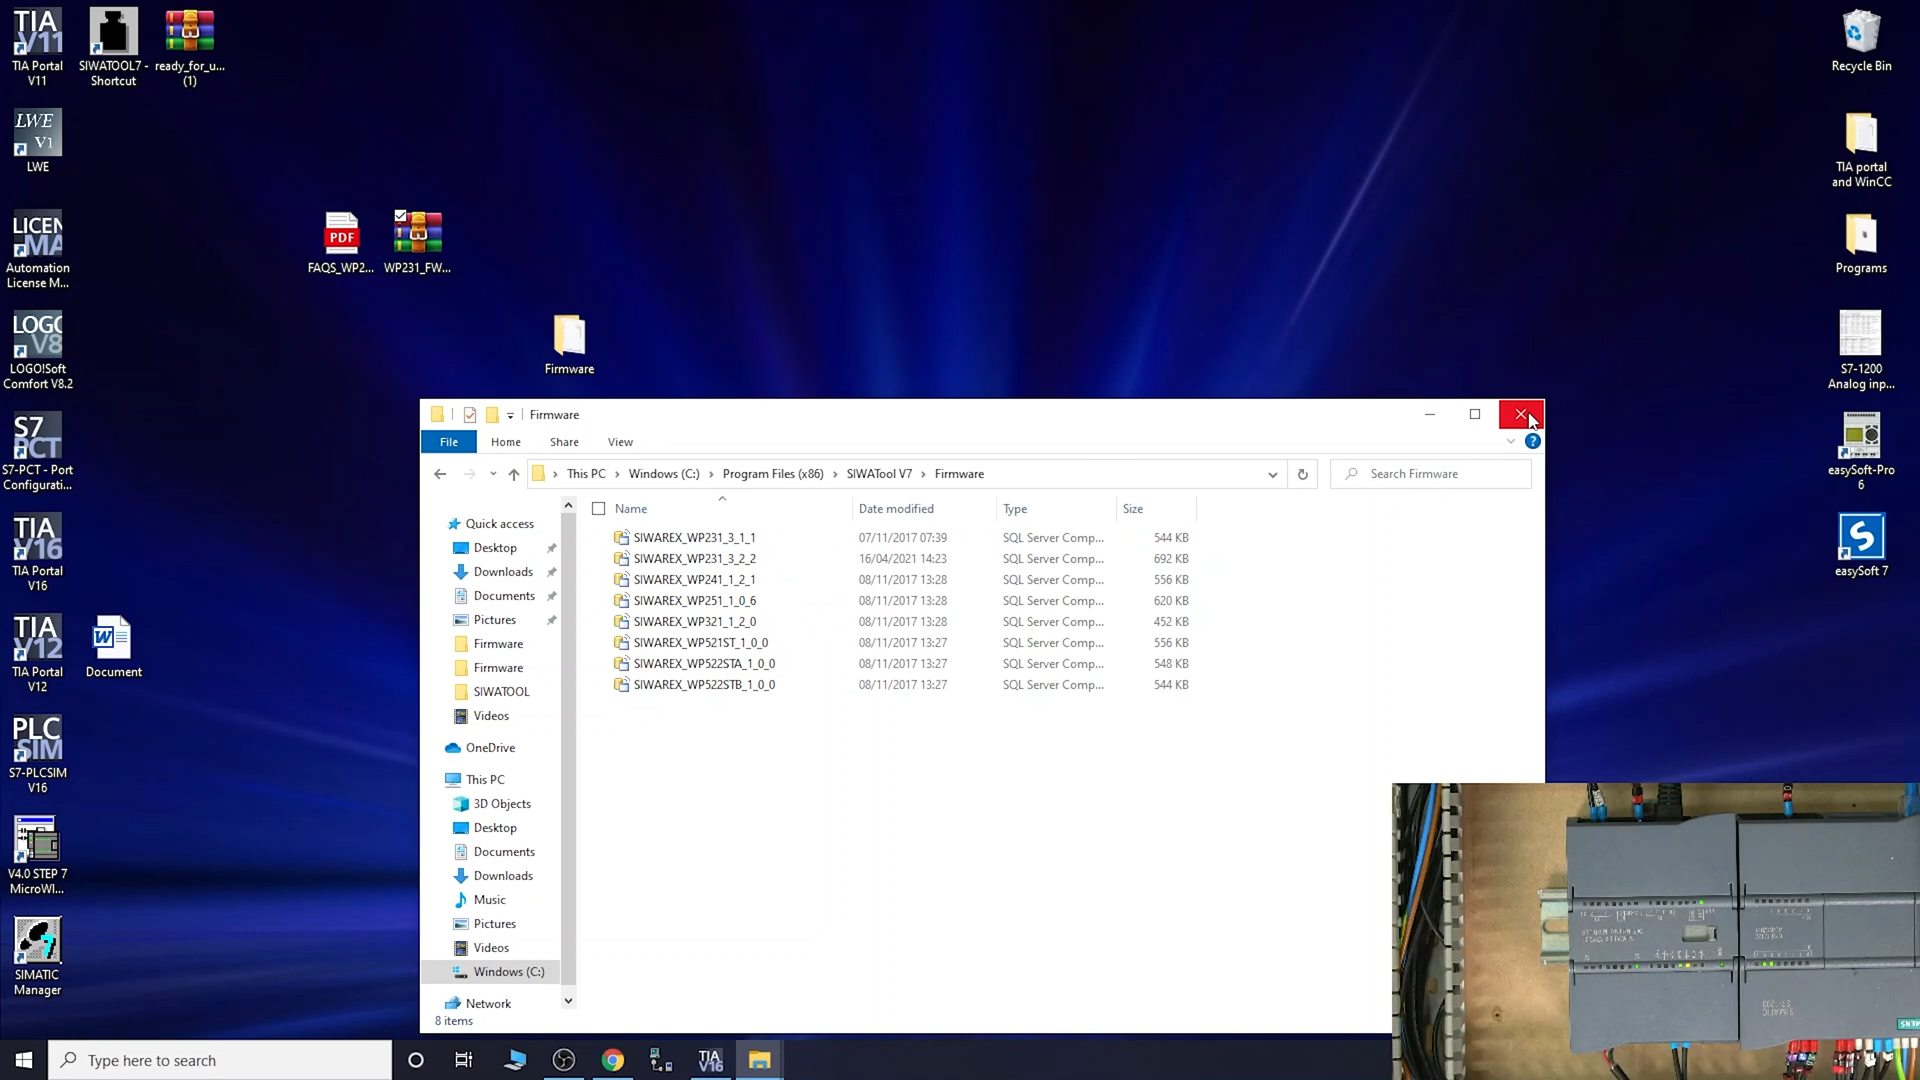 TIA Portal
V11
SIWATOOL7 -
Shortcut
ready_for_u...
(1)
LWE
V1
LWE
LICEN
MA
Automation
License M...
LOGO
V8
LOGO!Soft
Comfort V8.2
S7
PCT
S7-PCT - Port
Configurati...
TIA
V16
TIA Portal
V16
TIA
V12
TIA Portal
V12
Document
PLC
SIM
S7-PLCSIM
V16
V4.0 STEP 7
MicroWI...
SIMATIC
Manager
PDF
FAQS_WP2...
WP231_FW...
Firmware
Recycle Bin
TIA portal
and WinCC
Programs
S7-1200
Analog inp...
easySoft-Pro
6
easySoft 7
Firmware
File
Home
Share
View
This PC
Windows (C:)
Program Files (x86)
SIWATool V7
Firmware
Search Firmware
Name
Date modified
Type
Size
SIWAREX_WP231_3_1_1 07/11/2017 07:39 SQL Server Comp... 544 KB
SIWAREX_WP231_3_2_2 16/04/2021 14:23 SQL Server Comp... 692 KB
SIWAREX_WP241_1_2_1 08/11/2017 13:28 SQL Server Comp... 556 KB
SIWAREX_WP251_1_0_6 08/11/2017 13:28 SQL Server Comp... 620 KB
SIWAREX_WP321_1_2_0 08/11/2017 13:28 SQL Server Comp... 452 KB
SIWAREX_WP521ST_1_0_0 08/11/2017 13:27 SQL Server Comp... 556 KB
SIWAREX_WP522STA_1_0_0 08/11/2017 13:27 SQL Server Comp... 548 KB
SIWAREX_WP522STB_1_0_0 08/11/2017 13:27 SQL Server Comp... 544 KB
Quick access
Desktop
Downloads
Documents
Pictures
Firmware
Firmware
SIWATOOL
Videos
OneDrive
This PC
3D Objects
Desktop
Documents
Downloads
Music
Pictures
Videos
Windows (C:)
Network
8 items
Type here to search
TIA
V16